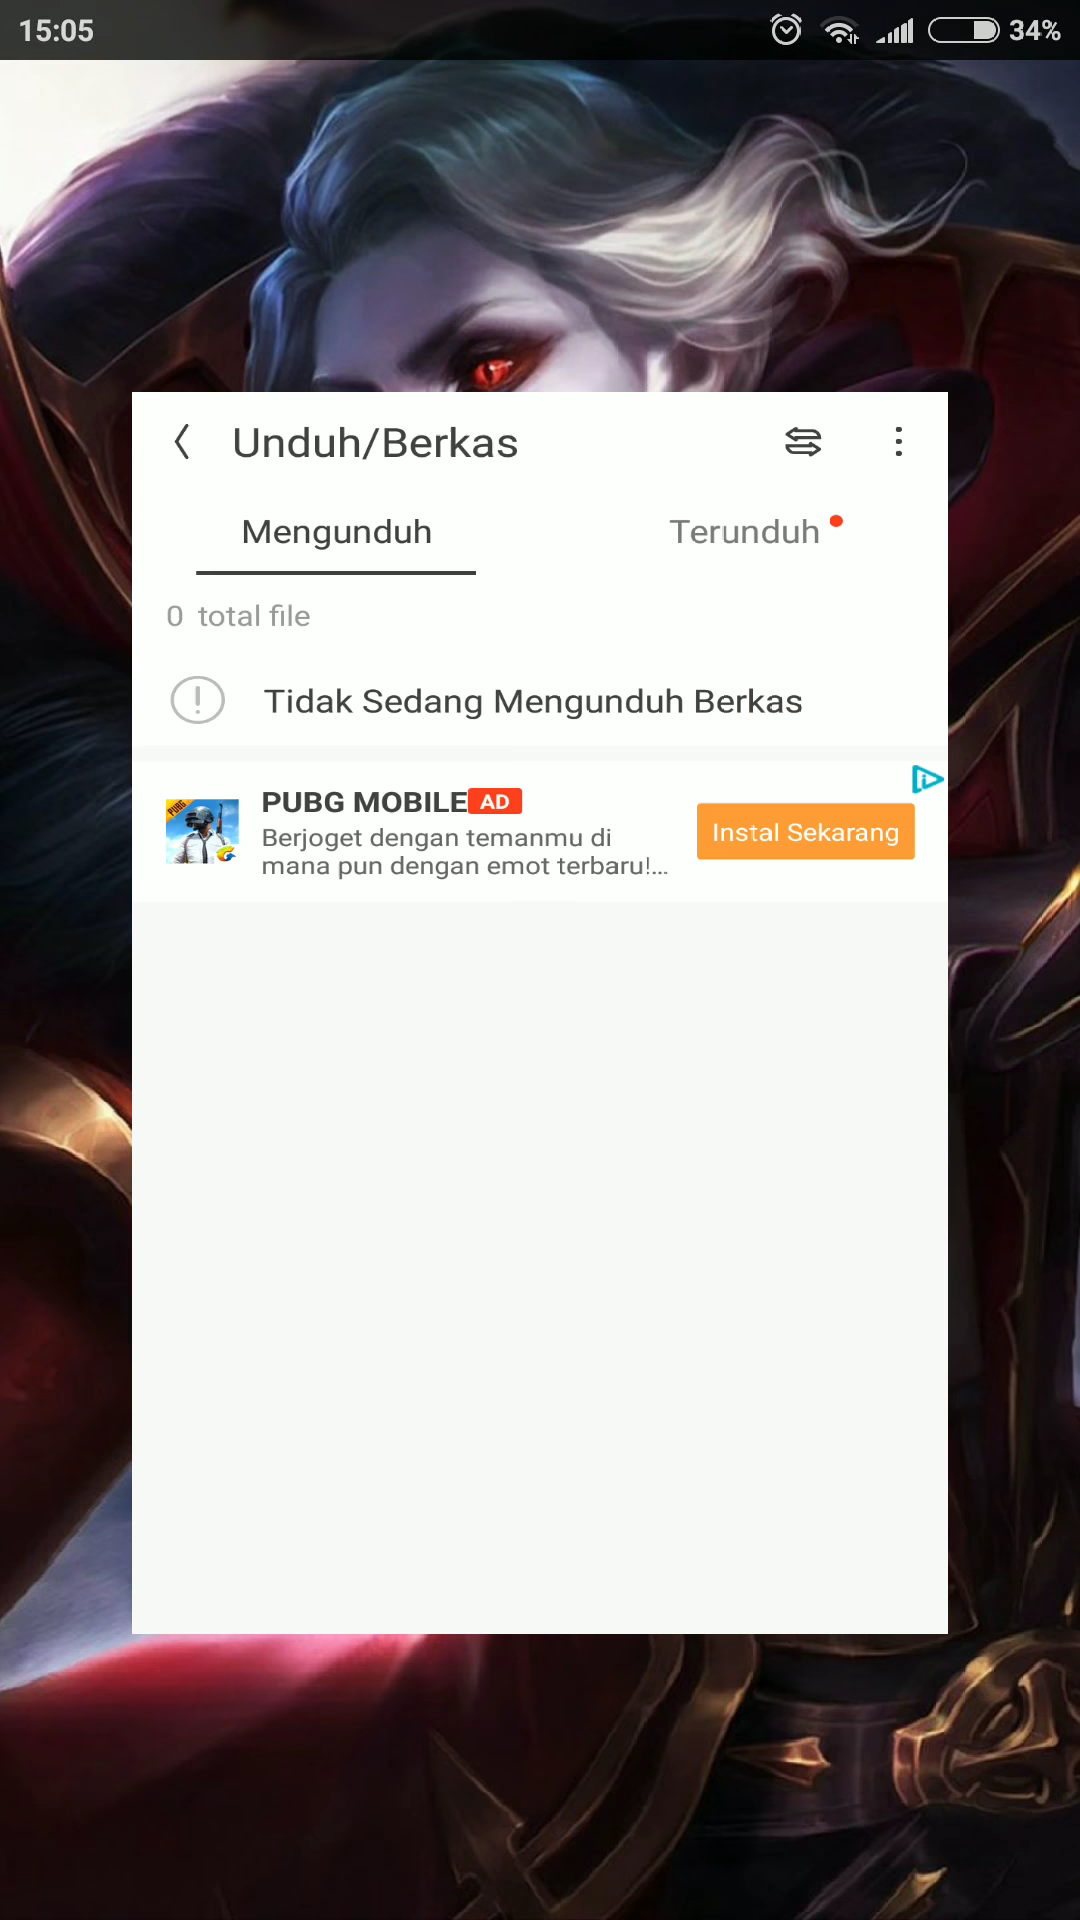 15:05
34%
Unduh/Berkas
Mengunduh
Terunduh
0 total file
Tidak Sedang Mengunduh Berkas
PUBG
PUBG MOBILE AD
Berjoget dengan temanmu di
mana pun dengan emot terbaru!...
Instal Sekarang